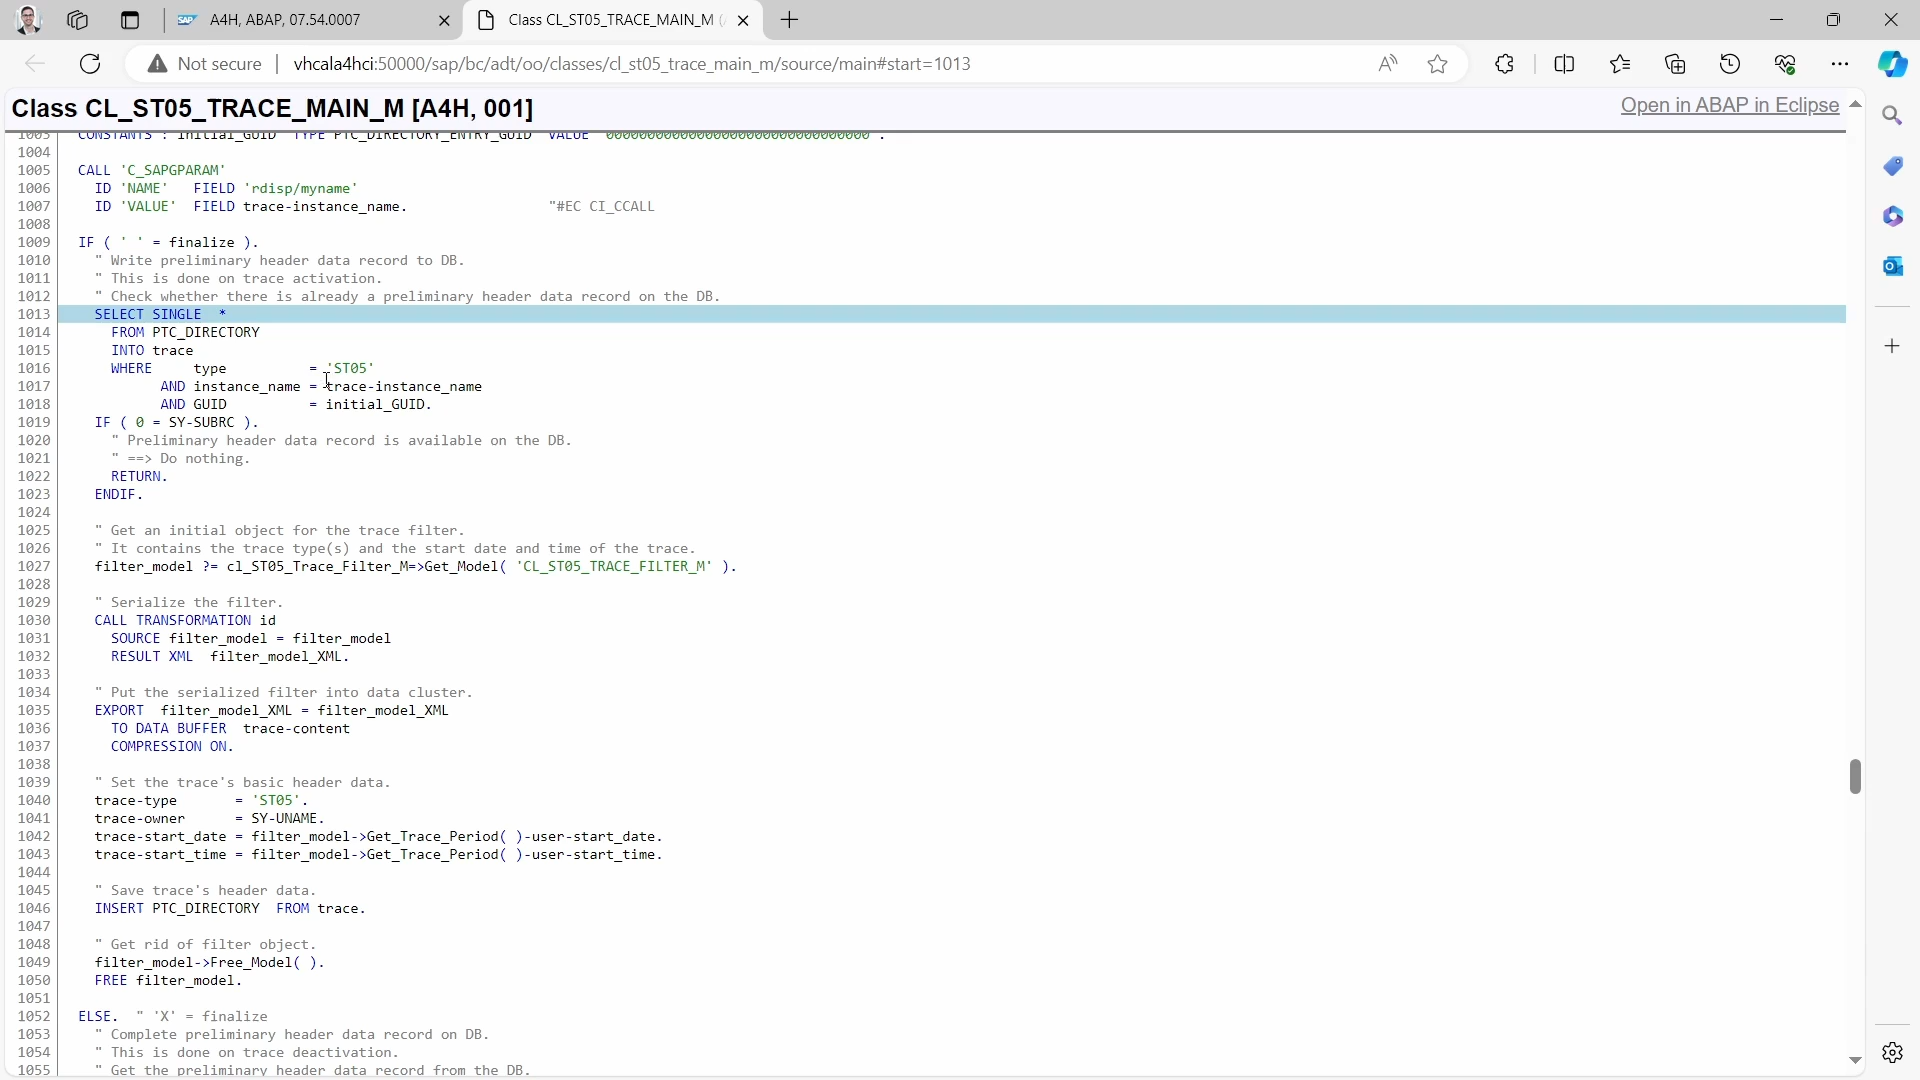 SAP A4H, ABAP, 07.54.0007
Class CL_ST05_TRACE_MAIN_M (
Not secure vhcala4hci:50000/sap/bc/adt/oo/classes/cl_st05_trace_main_m/source/main#start=1013
Class CL_ST05_TRACE_MAIN_M [A4H, 001]
Open in ABAP in Eclipse
1003 CONSTANTS : initial_GUID TYPE PTC_DIRECTORY_ENTRY_GUID VALUE '00000000000000000000000000000000'.
1004
1005 CALL 'C_SAPGPARAM'
1006 ID 'NAME' FIELD 'rdisp/myname'
1007 ID 'VALUE' FIELD trace-instance_name. "#EC CI_CCALL
1008
1009 IF ( ' ' = finalize ).
1010 " Write preliminary header data record to DB.
1011 " This is done on trace activation.
1012 " Check whether there is already a preliminary header data record on the DB.
1013 SELECT SINGLE *
1014 FROM PTC_DIRECTORY
1015 INTO trace
1016 WHERE type = 'ST05'
1017 AND instance_name = trace-instance_name
1018 AND GUID = initial_GUID.
1019 IF ( 0 = SY-SUBRC ).
1020 " Preliminary header data record is available on the DB.
1021 " ==> Do nothing.
1022 RETURN.
1023 ENDIF.
1024
1025 " Get an initial object for the trace filter.
1026 " It contains the trace type(s) and the start date and time of the trace.
1027 filter_model ?= cl_ST05_Trace_Filter_M=>Get_Model( 'CL_ST05_TRACE_FILTER_M' ).
1028
1029 " Serialize the filter.
1030 CALL TRANSFORMATION id
1031 SOURCE filter_model = filter_model
1032 RESULT XML filter_model_XML.
1033
1034 " Put the serialized filter into data cluster.
1035 EXPORT filter_model_XML = filter_model_XML
1036 TO DATA BUFFER trace-content
1037 COMPRESSION ON.
1038
1039 " Set the trace's basic header data.
1040 trace-type = 'ST05'.
1041 trace-owner = SY-UNAME.
1042 trace-start_date = filter_model->Get_Trace_Period( )-user-start_date.
1043 trace-start_time = filter_model->Get_Trace_Period( )-user-start_time.
1044
1045 " Save trace's header data.
1046 INSERT PTC_DIRECTORY FROM trace.
1047
1048 " Get rid of filter object.
1049 filter_model->Free_Model( ).
1050 FREE filter_model.
1051
1052 ELSE. " 'X' = finalize
1053 " Complete preliminary header data record on DB.
1054 " This is done on trace deactivation.
1055 " Get the preliminary header data record from the DB.